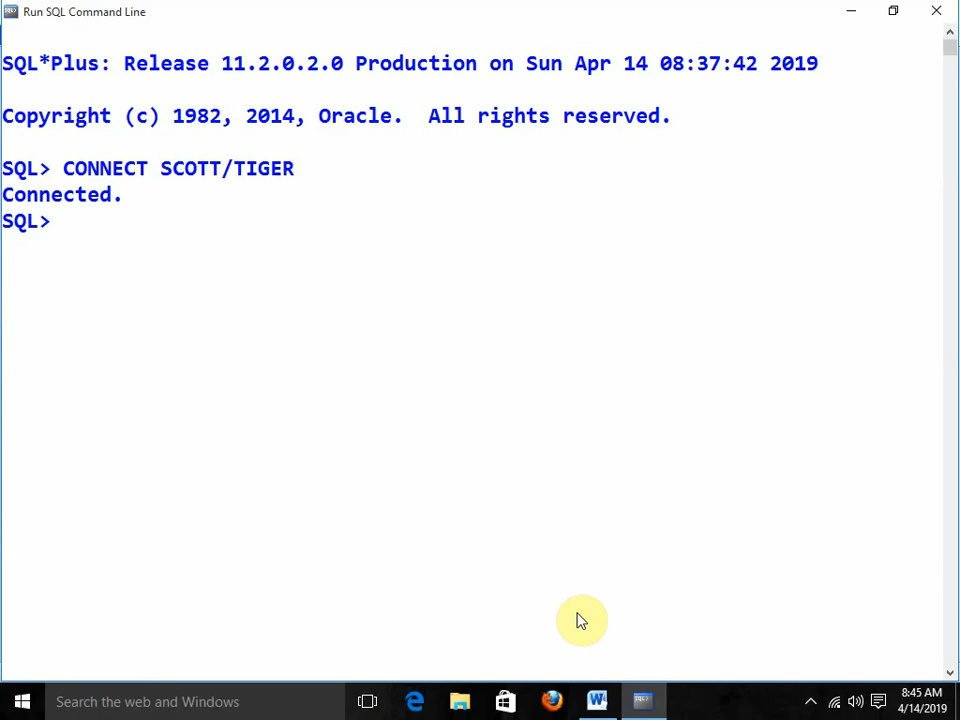 Run SQL Command Line
SQL*Plus: Release 11.2.0.2.0 Production on Sun Apr 14 08:37:42 2019
Copyright (c) 1982, 2014, Oracle.  All rights reserved.
SQL> CONNECT SCOTT/TIGER
Connected.
SQL>
Search the web and Windows
8:45 AM
4/14/2019